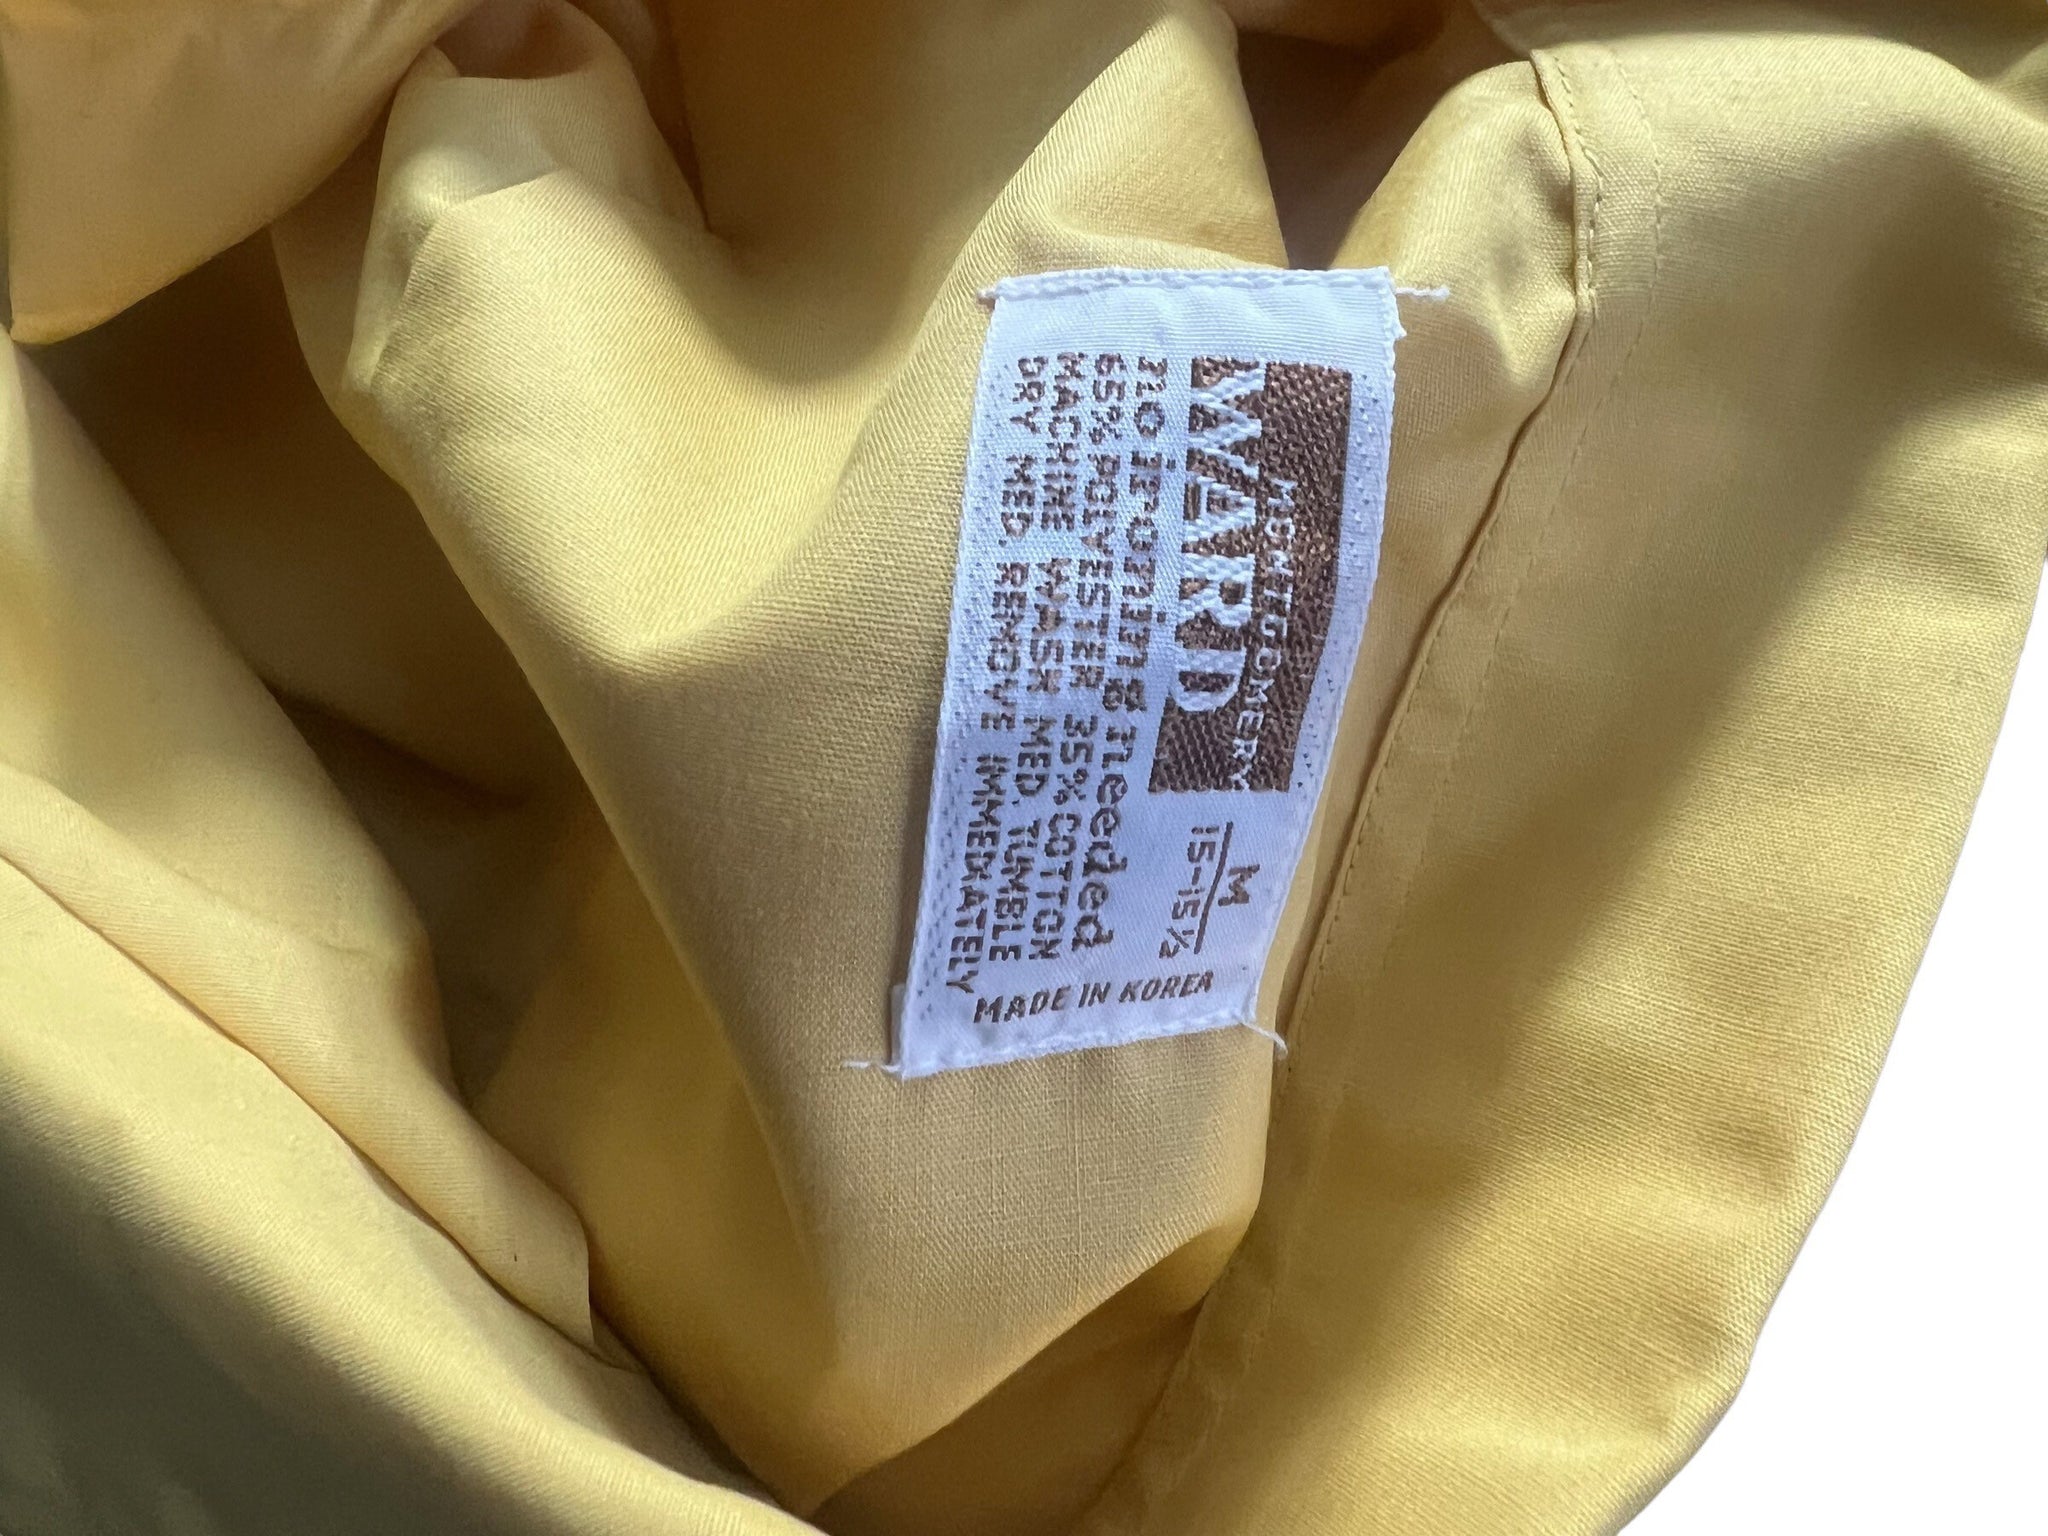 MONTGOMERY
WARD
M
15-15½
no ironing needed
65% POLYESTER 35% COTTON
MACHINE WASH MED. TUMBLE
DRY MED. REMOVE IMMEDIATELY
MADE IN KOREA